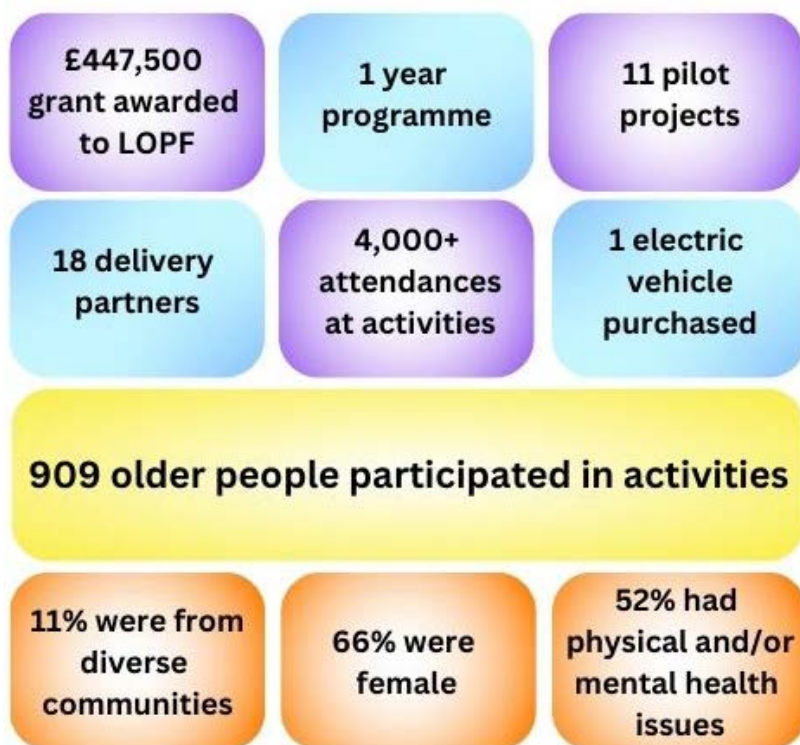 £447,500
grant awarded
to LOPF
1 year
programme
11 pilot
projects
18 delivery
partners
4,000+
attendances
at activities
1 electric
vehicle
purchased
909 older people participated in activities
11% were from
diverse
communities
66% were
female
52% had
physical and/or
mental health
issues